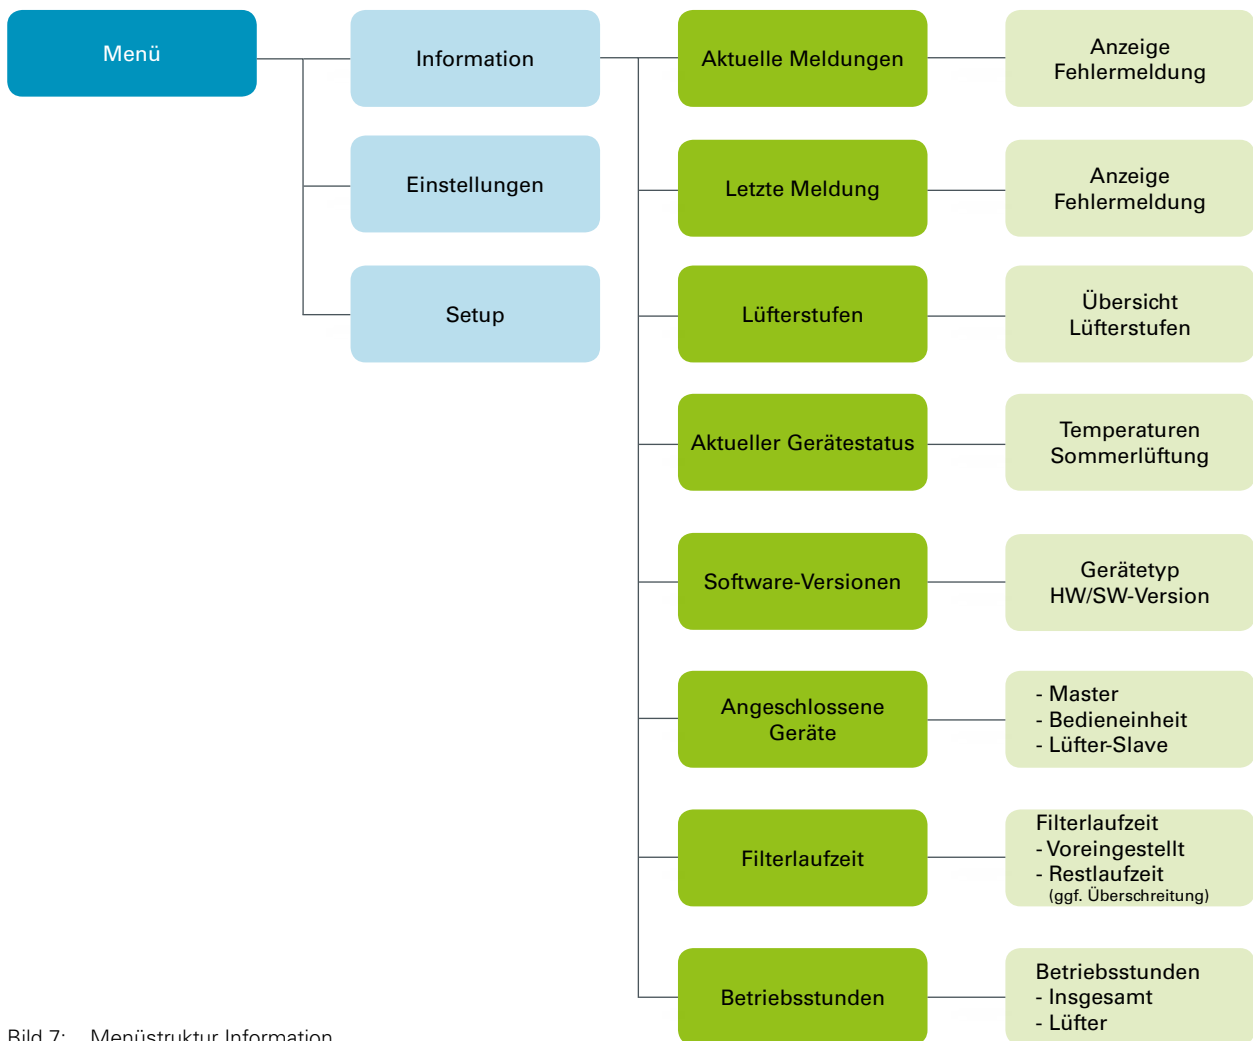 Menü
Information
Aktuelle Meldungen
Anzeige
Fehlermeldung
Einstellungen
Letzte Meldung
Anzeige
Fehlermeldung
Setup
Lüfterstufen
Übersicht
Lüfterstufen
Aktueller Gerätestatus
Temperaturen
Sommerlüftung
Software-Versionen
Gerätetyp
HW/SW-Version
Angeschlossene
Geräte
- Master
- Bedieneinheit
- Lüfter-Slave
Filterlaufzeit
Filterlaufzeit
- Voreingestellt
- Restlaufzeit
(ggf. Überschreitung)
Betriebsstunden
Betriebsstunden
- Insgesamt
- Lüfter
Bild 7: Menüstruktur Information